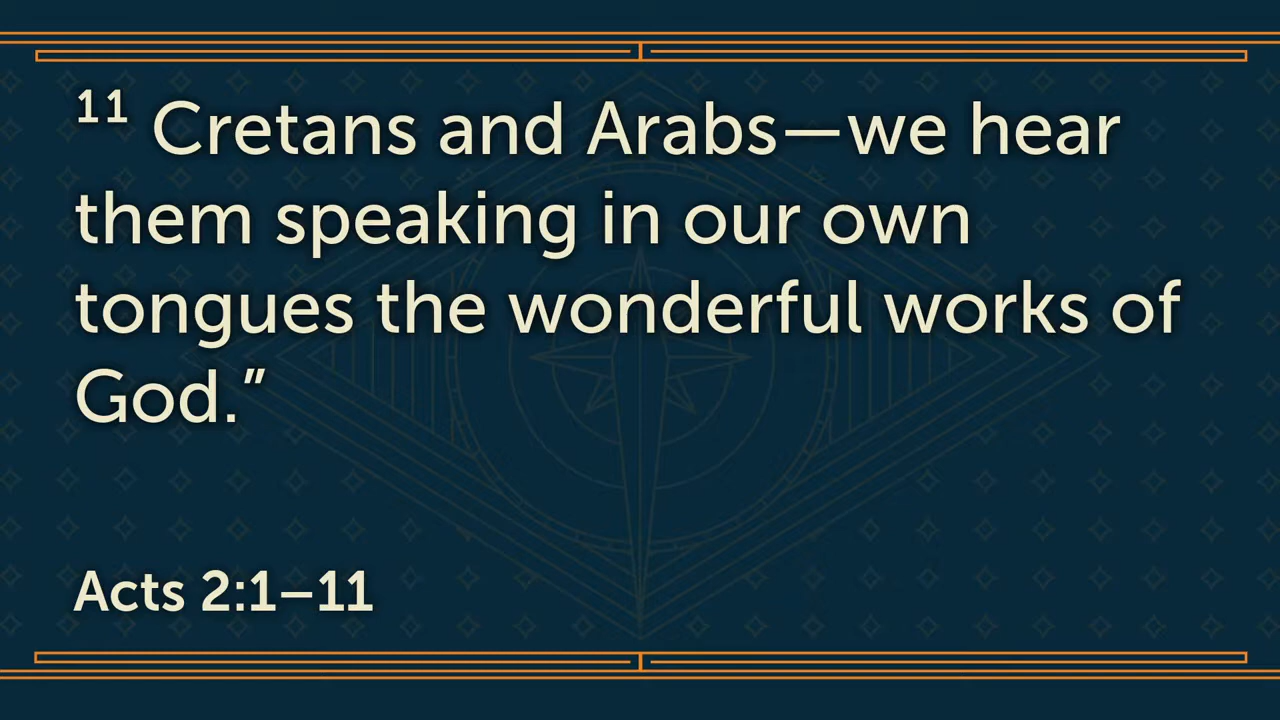 11 Cretans and Arabs—we hear
them speaking in our own
tongues the wonderful works of
God.”
Acts 2:1–11